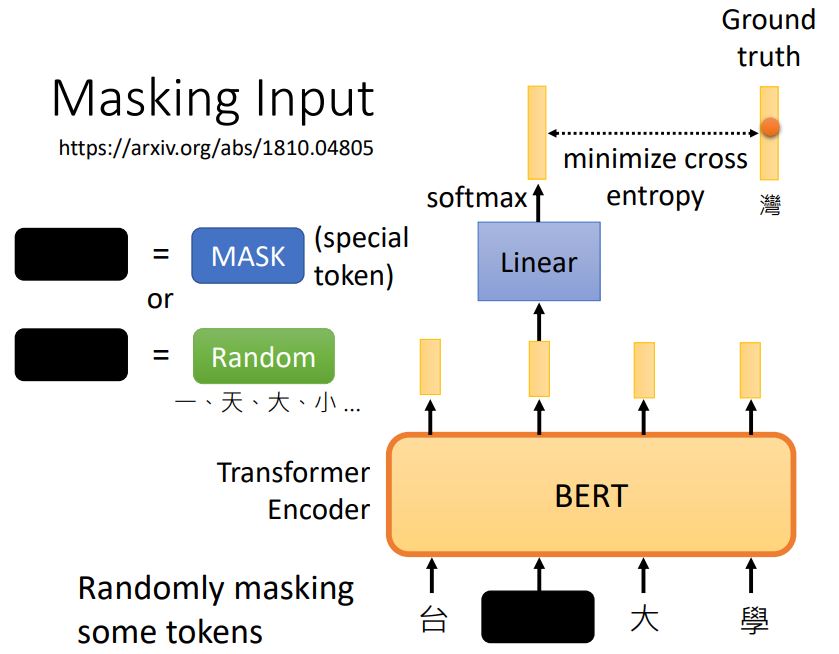 Masking Input
https://arxiv.org/abs/1810.04805
Ground
truth
minimize cross
entropy
灣
softmax
Linear
= MASK (special
token)
or
= Random
一、天、大、小 ...
Transformer
Encoder
BERT
Randomly masking
some tokens
台 大 學